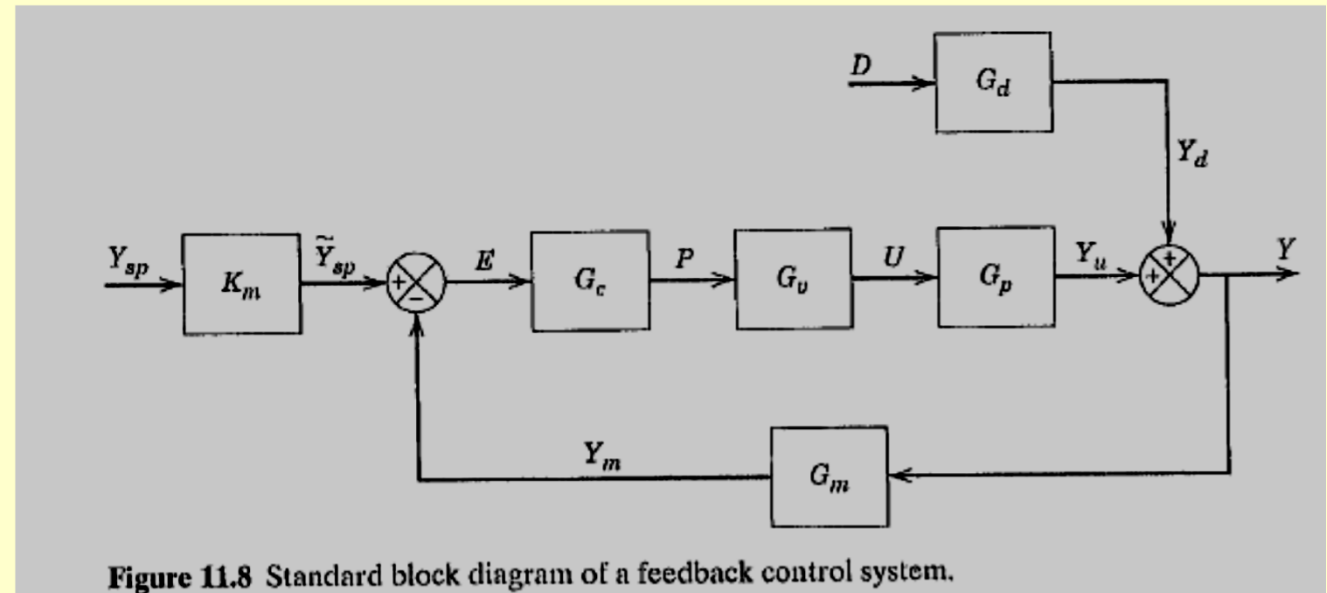 D
G_d
Y_d
Y_sp
K_m
Ỹ_sp
+
−
E
G_c
P
G_v
U
G_p
Y_u
+
+
Y
Y_m
G_m
Figure 11.8 Standard block diagram of a feedback control system.